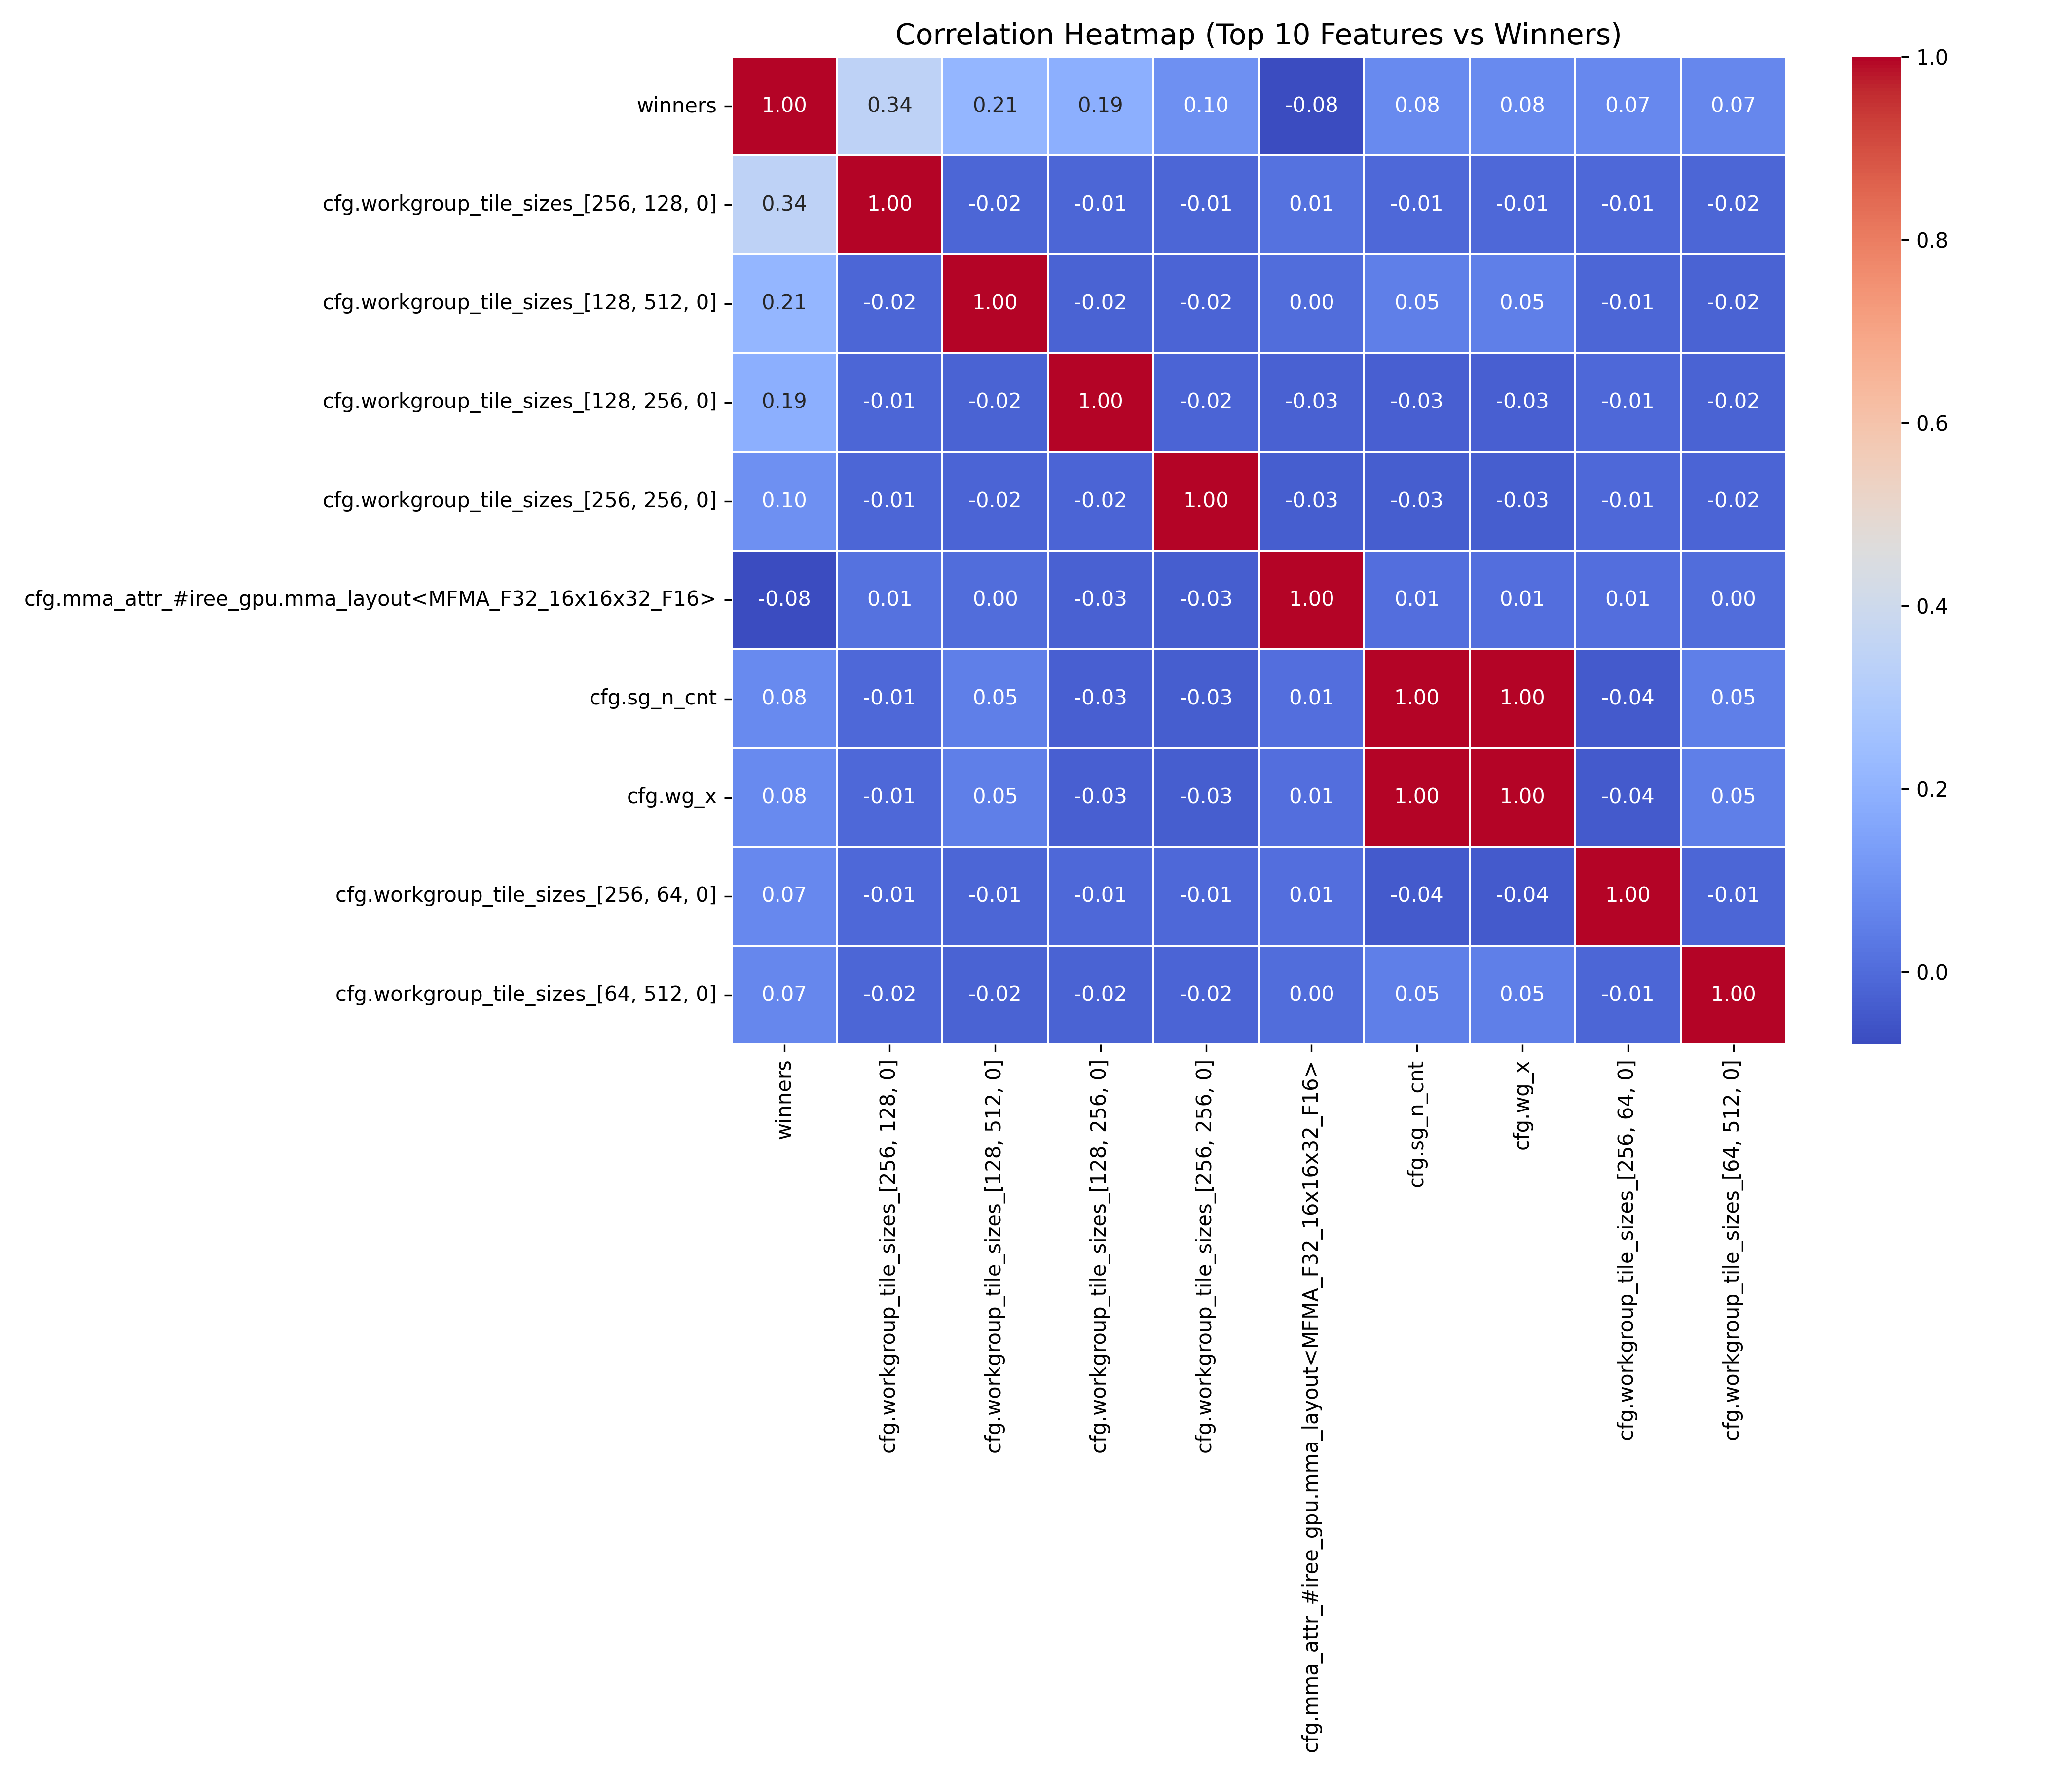 Correlation Heatmap (Top 10 Features vs Winners)
winners 1.00 0.34 0.21 0.19 0.10 -0.08 0.08 0.08 0.07 0.07
cfg.workgroup_tile_sizes_[256, 128, 0] 0.34 1.00 -0.02 -0.01 -0.01 0.01 -0.01 -0.01 -0.01 -0.02
cfg.workgroup_tile_sizes_[128, 512, 0] 0.21 -0.02 1.00 -0.02 -0.02 0.00 0.05 0.05 -0.01 -0.02
cfg.workgroup_tile_sizes_[128, 256, 0] 0.19 -0.01 -0.02 1.00 -0.02 -0.03 -0.03 -0.03 -0.01 -0.02
cfg.workgroup_tile_sizes_[256, 256, 0] 0.10 -0.01 -0.02 -0.02 1.00 -0.03 -0.03 -0.03 -0.01 -0.02
cfg.mma_attr_#iree_gpu.mma_layout<MFMA_F32_16x16x32_F16> -0.08 0.01 0.00 -0.03 -0.03 1.00 0.01 0.01 0.01 0.00
cfg.sg_n_cnt 0.08 -0.01 0.05 -0.03 -0.03 0.01 1.00 1.00 -0.04 0.05
cfg.wg_x 0.08 -0.01 0.05 -0.03 -0.03 0.01 1.00 1.00 -0.04 0.05
cfg.workgroup_tile_sizes_[256, 64, 0] 0.07 -0.01 -0.01 -0.01 -0.01 0.01 -0.04 -0.04 1.00 -0.01
cfg.workgroup_tile_sizes_[64, 512, 0] 0.07 -0.02 -0.02 -0.02 -0.02 0.00 0.05 0.05 -0.01 1.00
winners
cfg.workgroup_tile_sizes_[256, 128, 0]
cfg.workgroup_tile_sizes_[128, 512, 0]
cfg.workgroup_tile_sizes_[128, 256, 0]
cfg.workgroup_tile_sizes_[256, 256, 0]
cfg.mma_attr_#iree_gpu.mma_layout<MFMA_F32_16x16x32_F16>
cfg.sg_n_cnt
cfg.wg_x
cfg.workgroup_tile_sizes_[256, 64, 0]
cfg.workgroup_tile_sizes_[64, 512, 0]
1.0
0.8
0.6
0.4
0.2
0.0